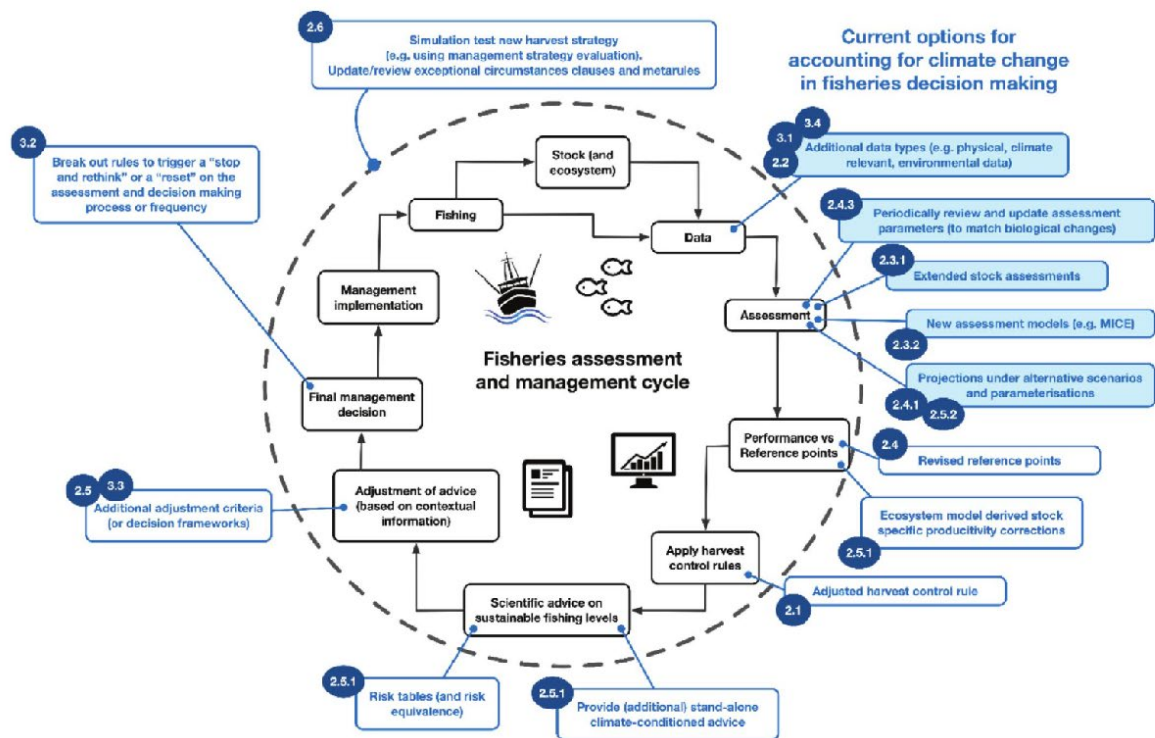 2.6
Simulation test new harvest strategy
(e.g. using management strategy evaluation).
Update/review exceptional circumstances clauses and metarules
Current options for
accounting for climate change
in fisheries decision making
3.2
Break out rules to trigger a “stop
and rethink” or a “reset” on the
assessment and decision making
process or frequency
3.1
3.4
2.2
Additional data types (e.g. physical, climate
relevant, environmental data)
2.4.3
Periodically review and update assessment
parameters (to match biological changes)
2.3.1
Extended stock assessments
New assessment models (e.g. MICE)
2.3.2
Projections under alternative scenarios
and parameterisations
2.4.1
2.5.2
2.4
Revised reference points
Ecosystem model derived stock
specific producitivity corrections
2.5.1
Adjusted harvest control rule
2.1
Stock (and
ecosystem)
Fishing
Data
Management
implementation
Assessment
Fisheries assessment
and management cycle
Final management
decision
Performance vs
Reference points
2.5
3.3
Additional adjustment criteria
(or decision frameworks)
Adjustment of advice
(based on contextual
information)
Apply harvest
control rules
Scientific advice on
sustainable fishing levels
2.5.1
Risk tables (and risk
equivalence)
2.5.1
Provide (additional) stand-alone
climate-conditioned advice